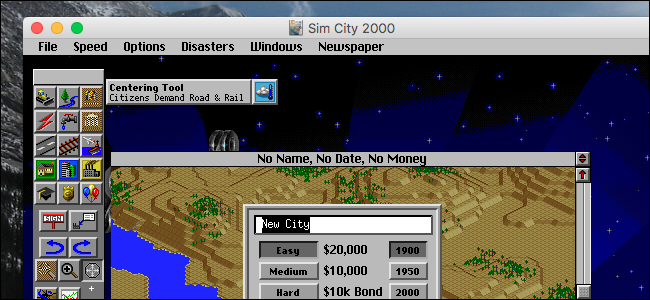 Sim City 2000
File Speed Options Disasters Windows Newspaper
Centering Tool
Citizens Demand Road & Rail
No Name, No Date, No Money
SIGN
New City
Easy $20,000 1900
Medium $10,000 1950
Hard $10k Bond 2000